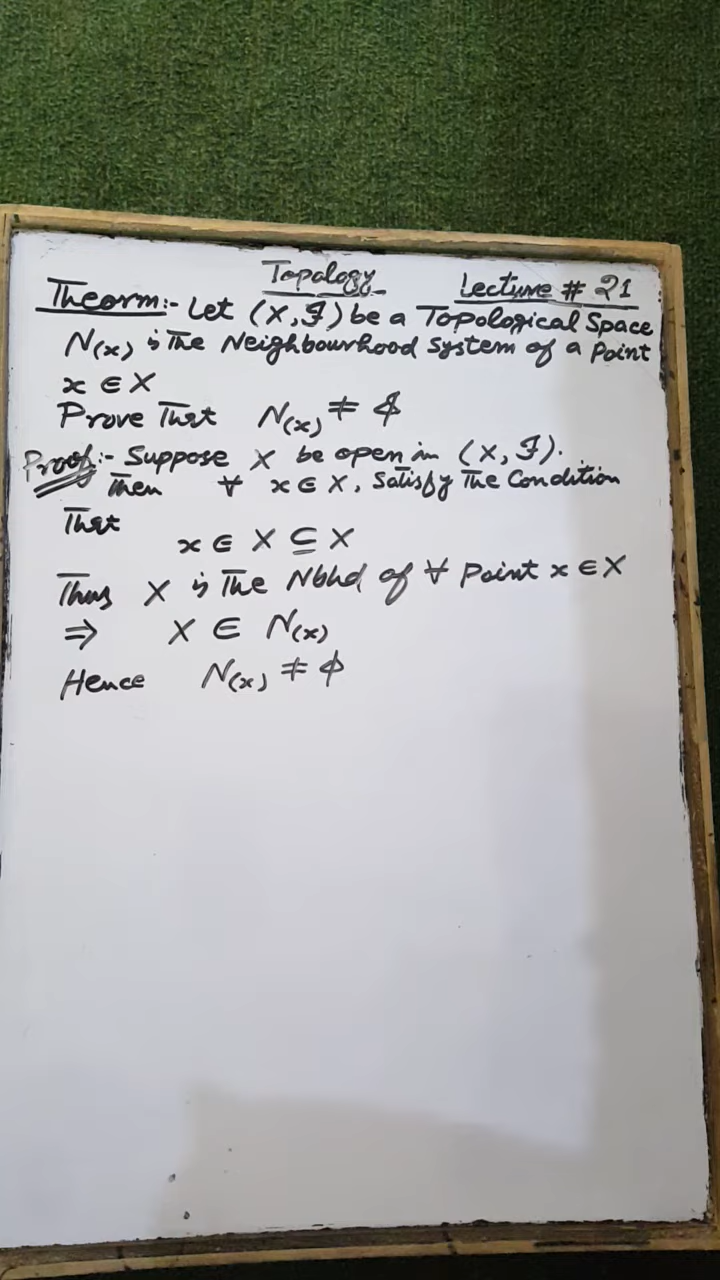 Topology Lecture # 21
Theorm:- Let (X, ℑ) be a Topological Space
N(x) is The Neighbourhood System of a Point
x ∈ X
Prove That N(x) ≠ ϕ
Proof:- Suppose X be open in (X, ℑ).
Then ∀ x ∈ X, Satisfy The Condition
That
x ∈ X ⊆ X
Thus X is The Nbhd of ∀ Point x ∈ X
⇒ X ∈ N(x)
Hence N(x) ≠ ϕ